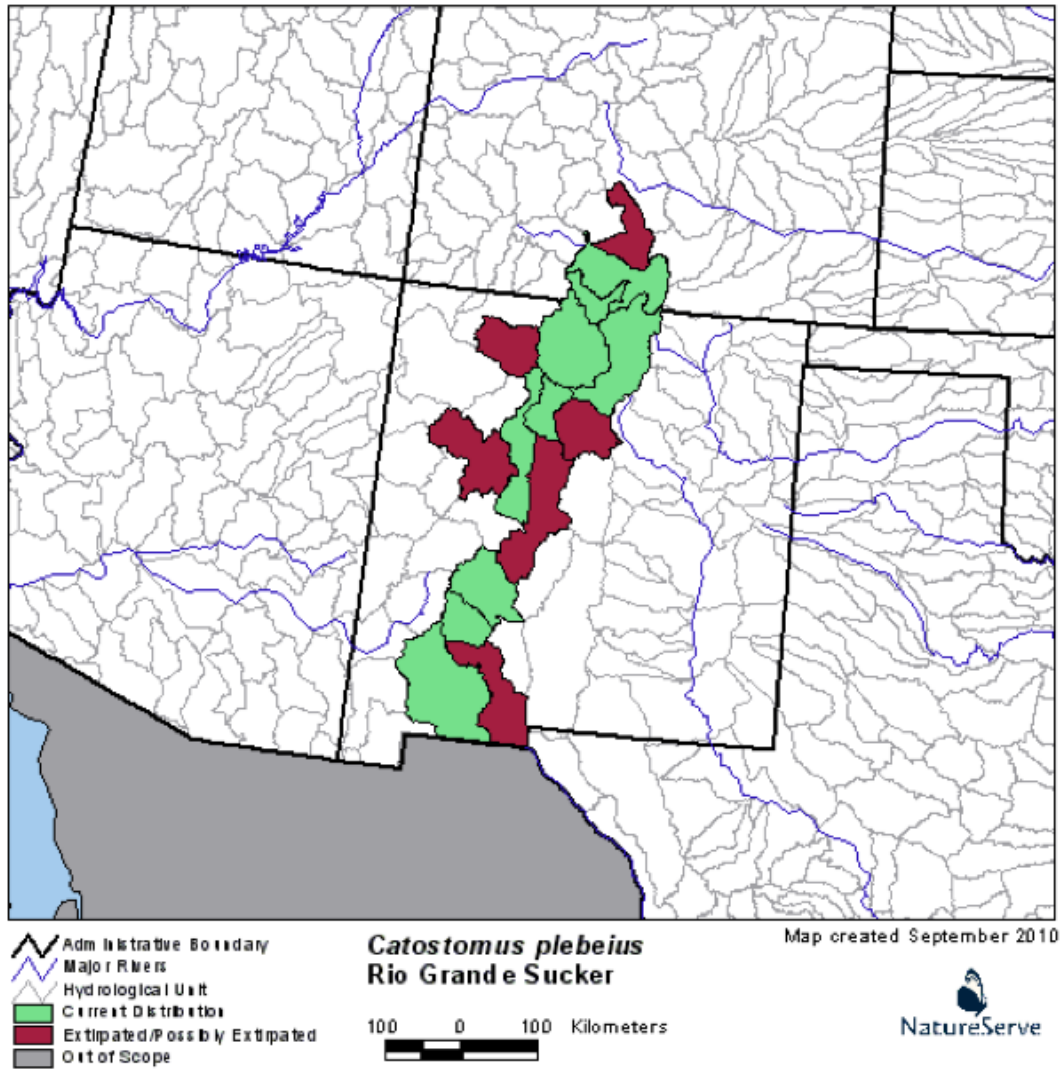 Administrative Boundary
Major Rivers
Hydrological Unit
Current Distribution
Extirpated/Possibly Extirpated
Out of Scope
Catostomus plebeius
Rio Grande Sucker
100 0 100 Kilometers
Map created September 2010
NatureServe